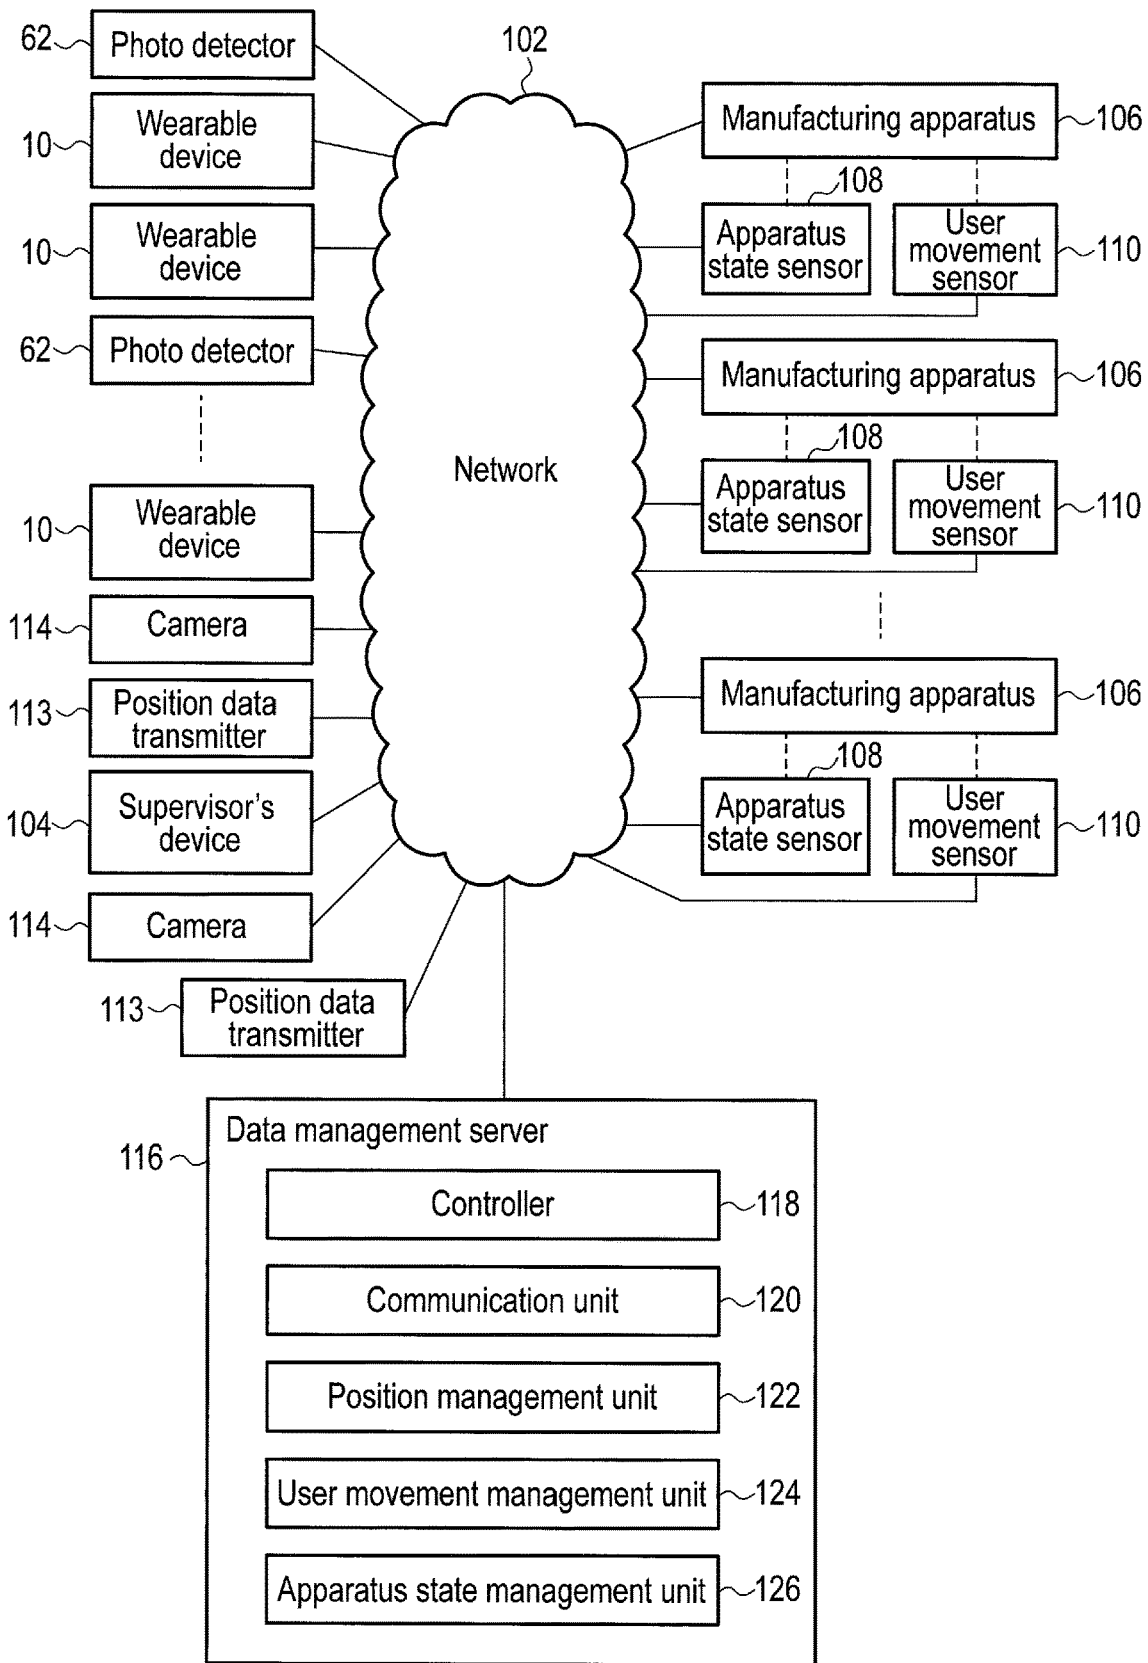 62
Photo detector
10
Wearable
device
10
Wearable
device
62
Photo detector
10
Wearable
device
114
Camera
113
Position data
transmitter
104
Supervisor's
device
114
Camera
113
Position data
transmitter
102
Network
Manufacturing apparatus
106
108
Apparatus
state sensor
User
movement
sensor
110
Manufacturing apparatus
106
108
Apparatus
state sensor
User
movement
sensor
110
Manufacturing apparatus
106
108
Apparatus
state sensor
User
movement
sensor
110
116
Data management server
Controller
118
Communication unit
120
Position management unit
122
User movement management unit
124
Apparatus state management unit
126